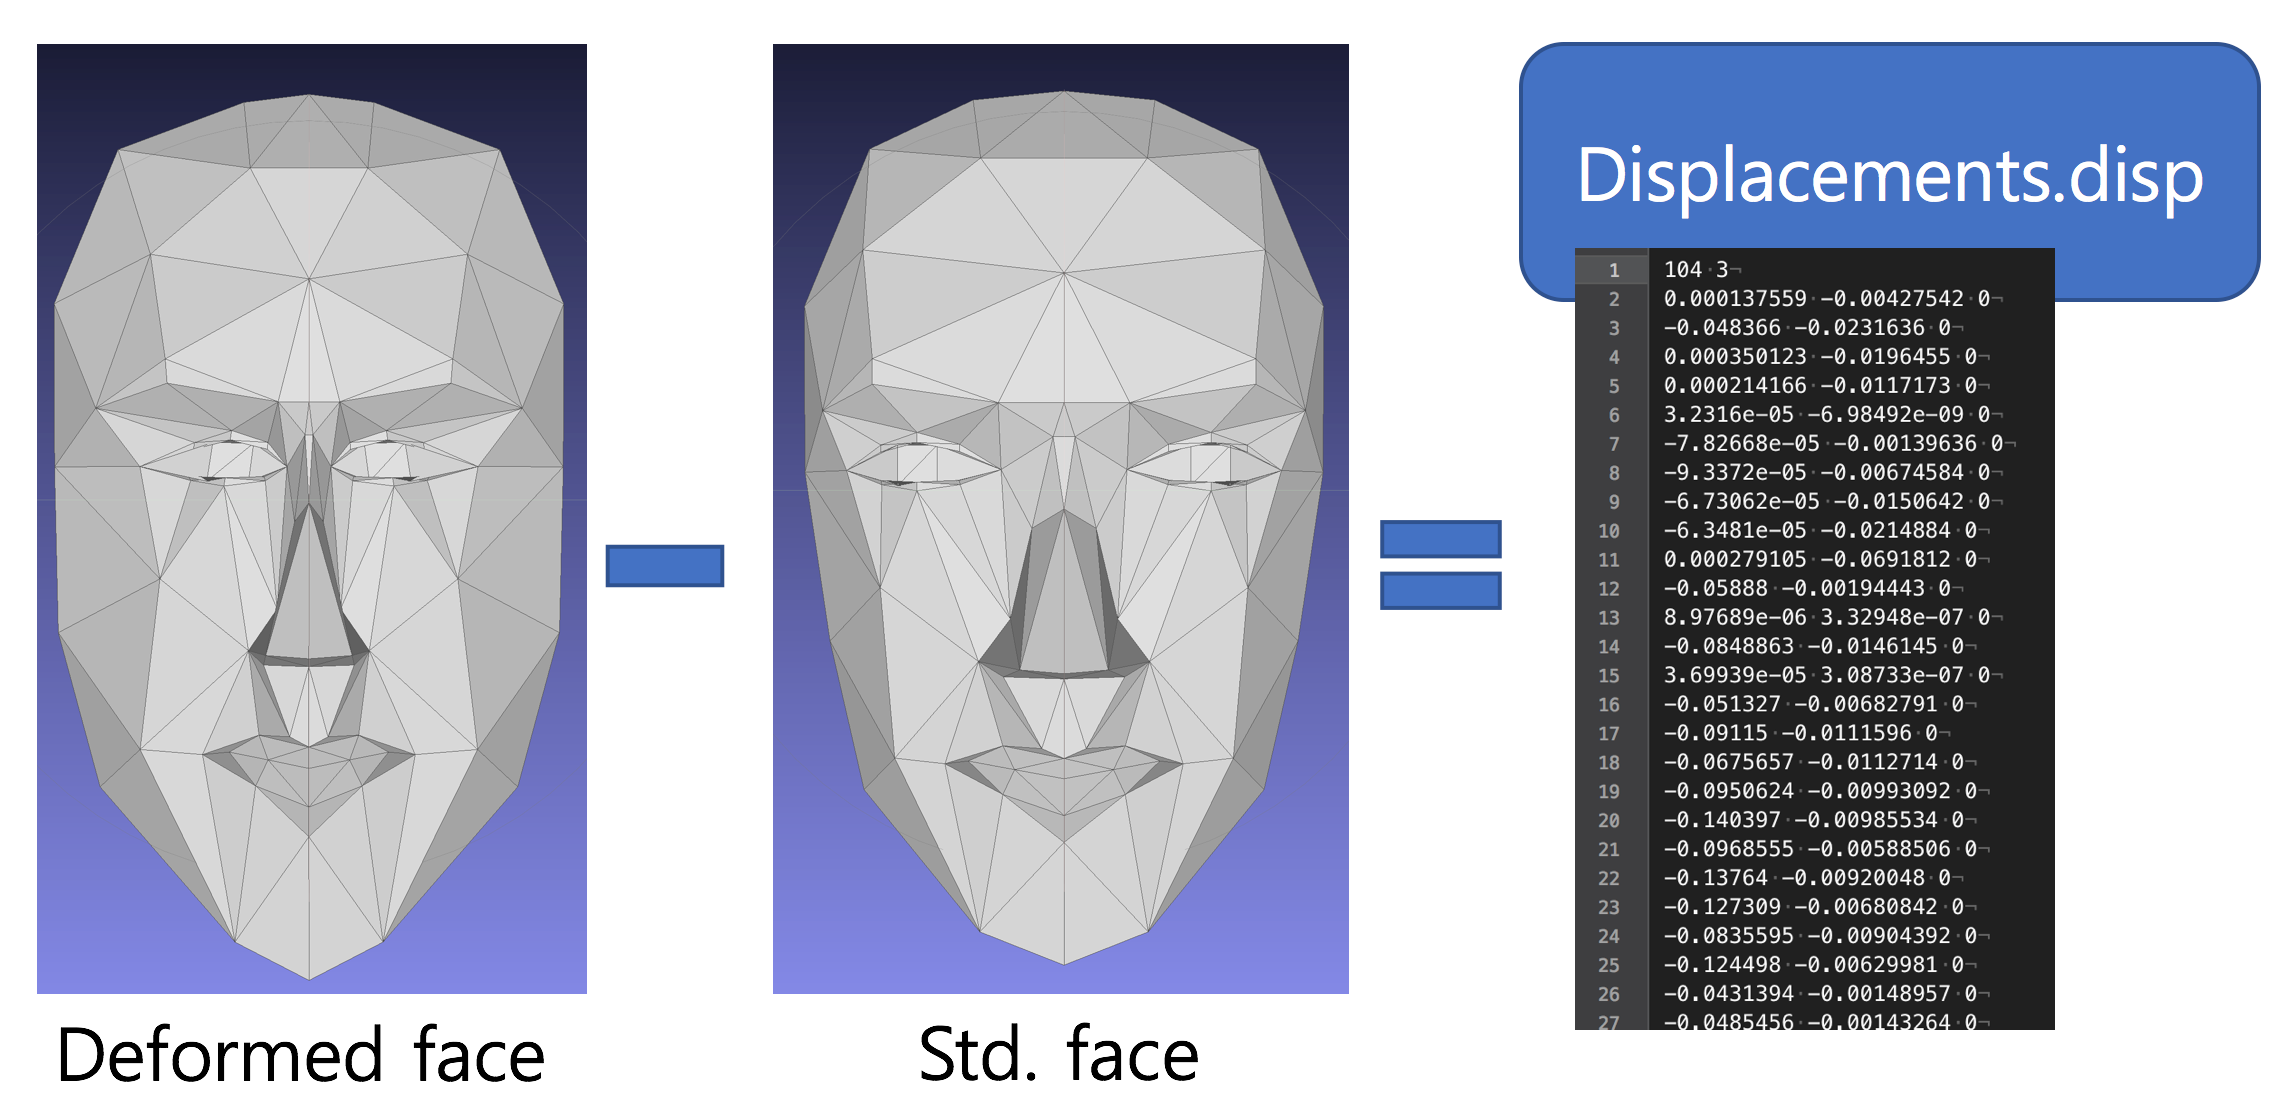 Displacements.disp
1 104 3
2 0.000137559 -0.00427542 0
3 -0.048366 -0.0231636 0
4 0.000350123 -0.0196455 0
5 0.000214166 -0.0117173 0
6 3.2316e-05 -6.98492e-09 0
7 -7.82668e-05 -0.00139636 0
8 -9.3372e-05 -0.00674584 0
9 -6.73062e-05 -0.0150642 0
10 -6.3481e-05 -0.0214884 0
11 0.000279105 -0.0691812 0
12 -0.05888 -0.00194443 0
13 8.97689e-06 3.32948e-07 0
14 -0.0848863 -0.0146145 0
15 3.69939e-05 3.08733e-07 0
16 -0.051327 -0.00682791 0
17 -0.09115 -0.0111596 0
18 -0.0675657 -0.0112714 0
19 -0.0950624 -0.00993092 0
20 -0.140397 -0.00985534 0
21 -0.0968555 -0.00588506 0
22 -0.13764 -0.00920048 0
23 -0.127309 -0.00680842 0
24 -0.0835595 -0.00904392 0
25 -0.124498 -0.00629981 0
26 -0.0431394 -0.00148957 0
27 -0.0485456 -0.00143264 0
Deformed face
Std. face